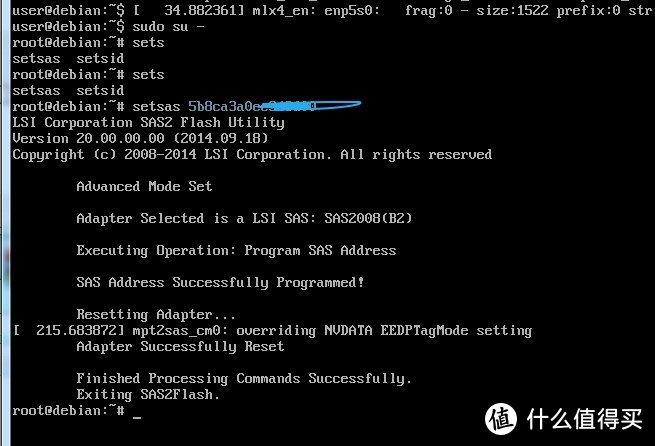 user@debian:~$ [   34.882361] mlx4_en: enp5s0:   frag:0 - size:1522 prefix:0 str
user@debian:~$ sudo su -
root@debian:~# sets
setsas  setsid
root@debian:~# sets
setsas  setsid
root@debian:~# setsas
LSI Corporation SAS2 Flash Utility
Version 20.00.00.00 (2014.09.18)
Copyright (c) 2008-2014 LSI Corporation. All rights reserved
Advanced Mode Set
Adapter Selected is a LSI SAS: SAS2008(B2)
Executing Operation: Program SAS Address
SAS Address Successfully Programmed!
Resetting Adapter...
[  215.683872] mpt2sas_cm0: overriding NVDATA EEDPTagMode setting
Adapter Successfully Reset
Finished Processing Commands Successfully.
Exiting SAS2Flash.
root@debian:~# _
值 什么值得买